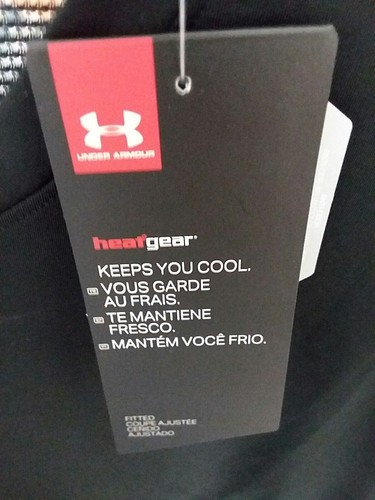 UNDER ARMOUR
heatgear®
KEEPS YOU COOL.
VOUS GARDE
AU FRAIS.
TE MANTIENE
FRESCO.
MANTÉM VOCÊ FRIO.
FITTED
COUPE AJUSTÉE
CEÑIDO
AJUSTADO